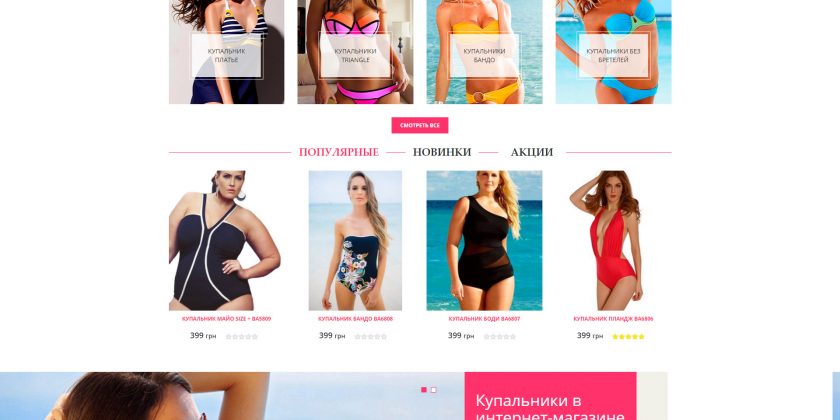 КУПАЛЬНИК
ПЛАТЬЕ
КУПАЛЬНИКИ
TRIANGLE
КУПАЛЬНИКИ
БАНДО
КУПАЛЬНИКИ БЕЗ
БРЕТЕЛЕЙ
СМОТРЕТЬ ВСЕ
ПОПУЛЯРНЫЕ НОВИНКИ АКЦИИ
КУПАЛЬНИК МАЙО SIZE + BA5809
КУПАЛЬНИК БАНДО BA6808
КУПАЛЬНИК БОДИ BA6807
КУПАЛЬНИК ПЛАНДЖ BA6806
399 грн
399 грн
399 грн
399 грн
Купальники в
интернет-магазине